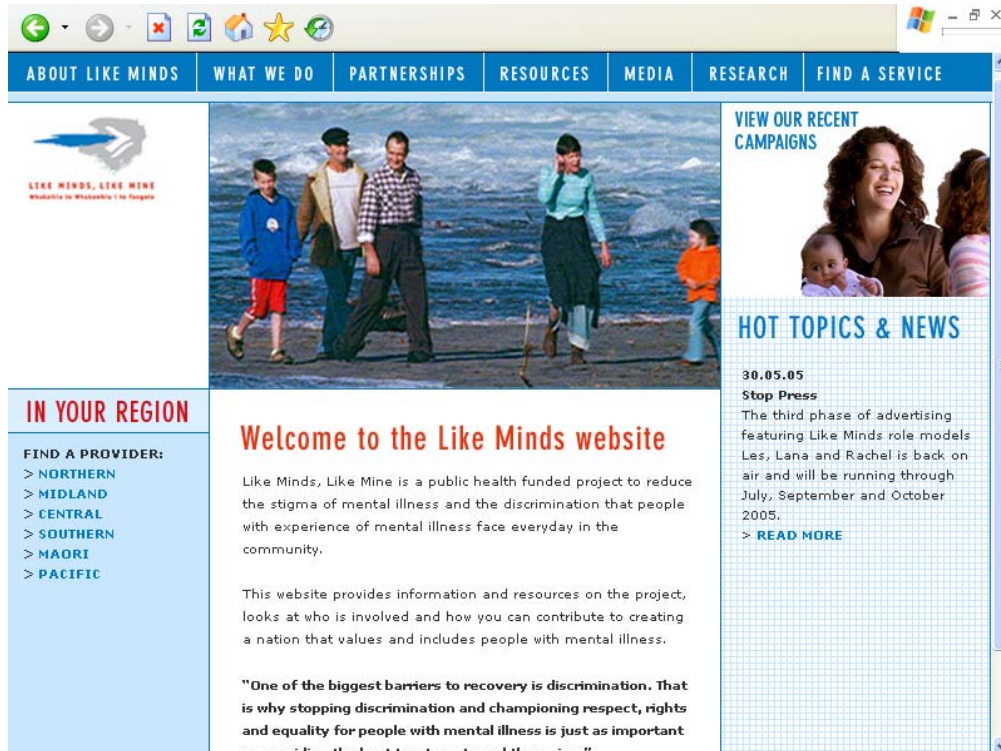 ABOUT LIKE MINDS
WHAT WE DO
PARTNERSHIPS
RESOURCES
MEDIA
RESEARCH
FIND A SERVICE
LIKE MINDS, LIKE MINE
VIEW OUR RECENT
CAMPAIGNS
IN YOUR REGION
FIND A PROVIDER:
> NORTHERN
> MIDLAND
> CENTRAL
> SOUTHERN
> MAORI
> PACIFIC
Welcome to the Like Minds website
Like Minds, Like Mine is a public health funded project to reduce
the stigma of mental illness and the discrimination that people
with experience of mental illness face everyday in the
community.
This website provides information and resources on the project,
looks at who is involved and how you can contribute to creating
a nation that values and includes people with mental illness.
"One of the biggest barriers to recovery is discrimination. That
is why stopping discrimination and championing respect, rights
and equality for people with mental illness is just as important
HOT TOPICS & NEWS
30.05.05
Stop Press
The third phase of advertising
featuring Like Minds role models
Les, Lana and Rachel is back on
air and will be running through
July, September and October
2005.
> READ MORE